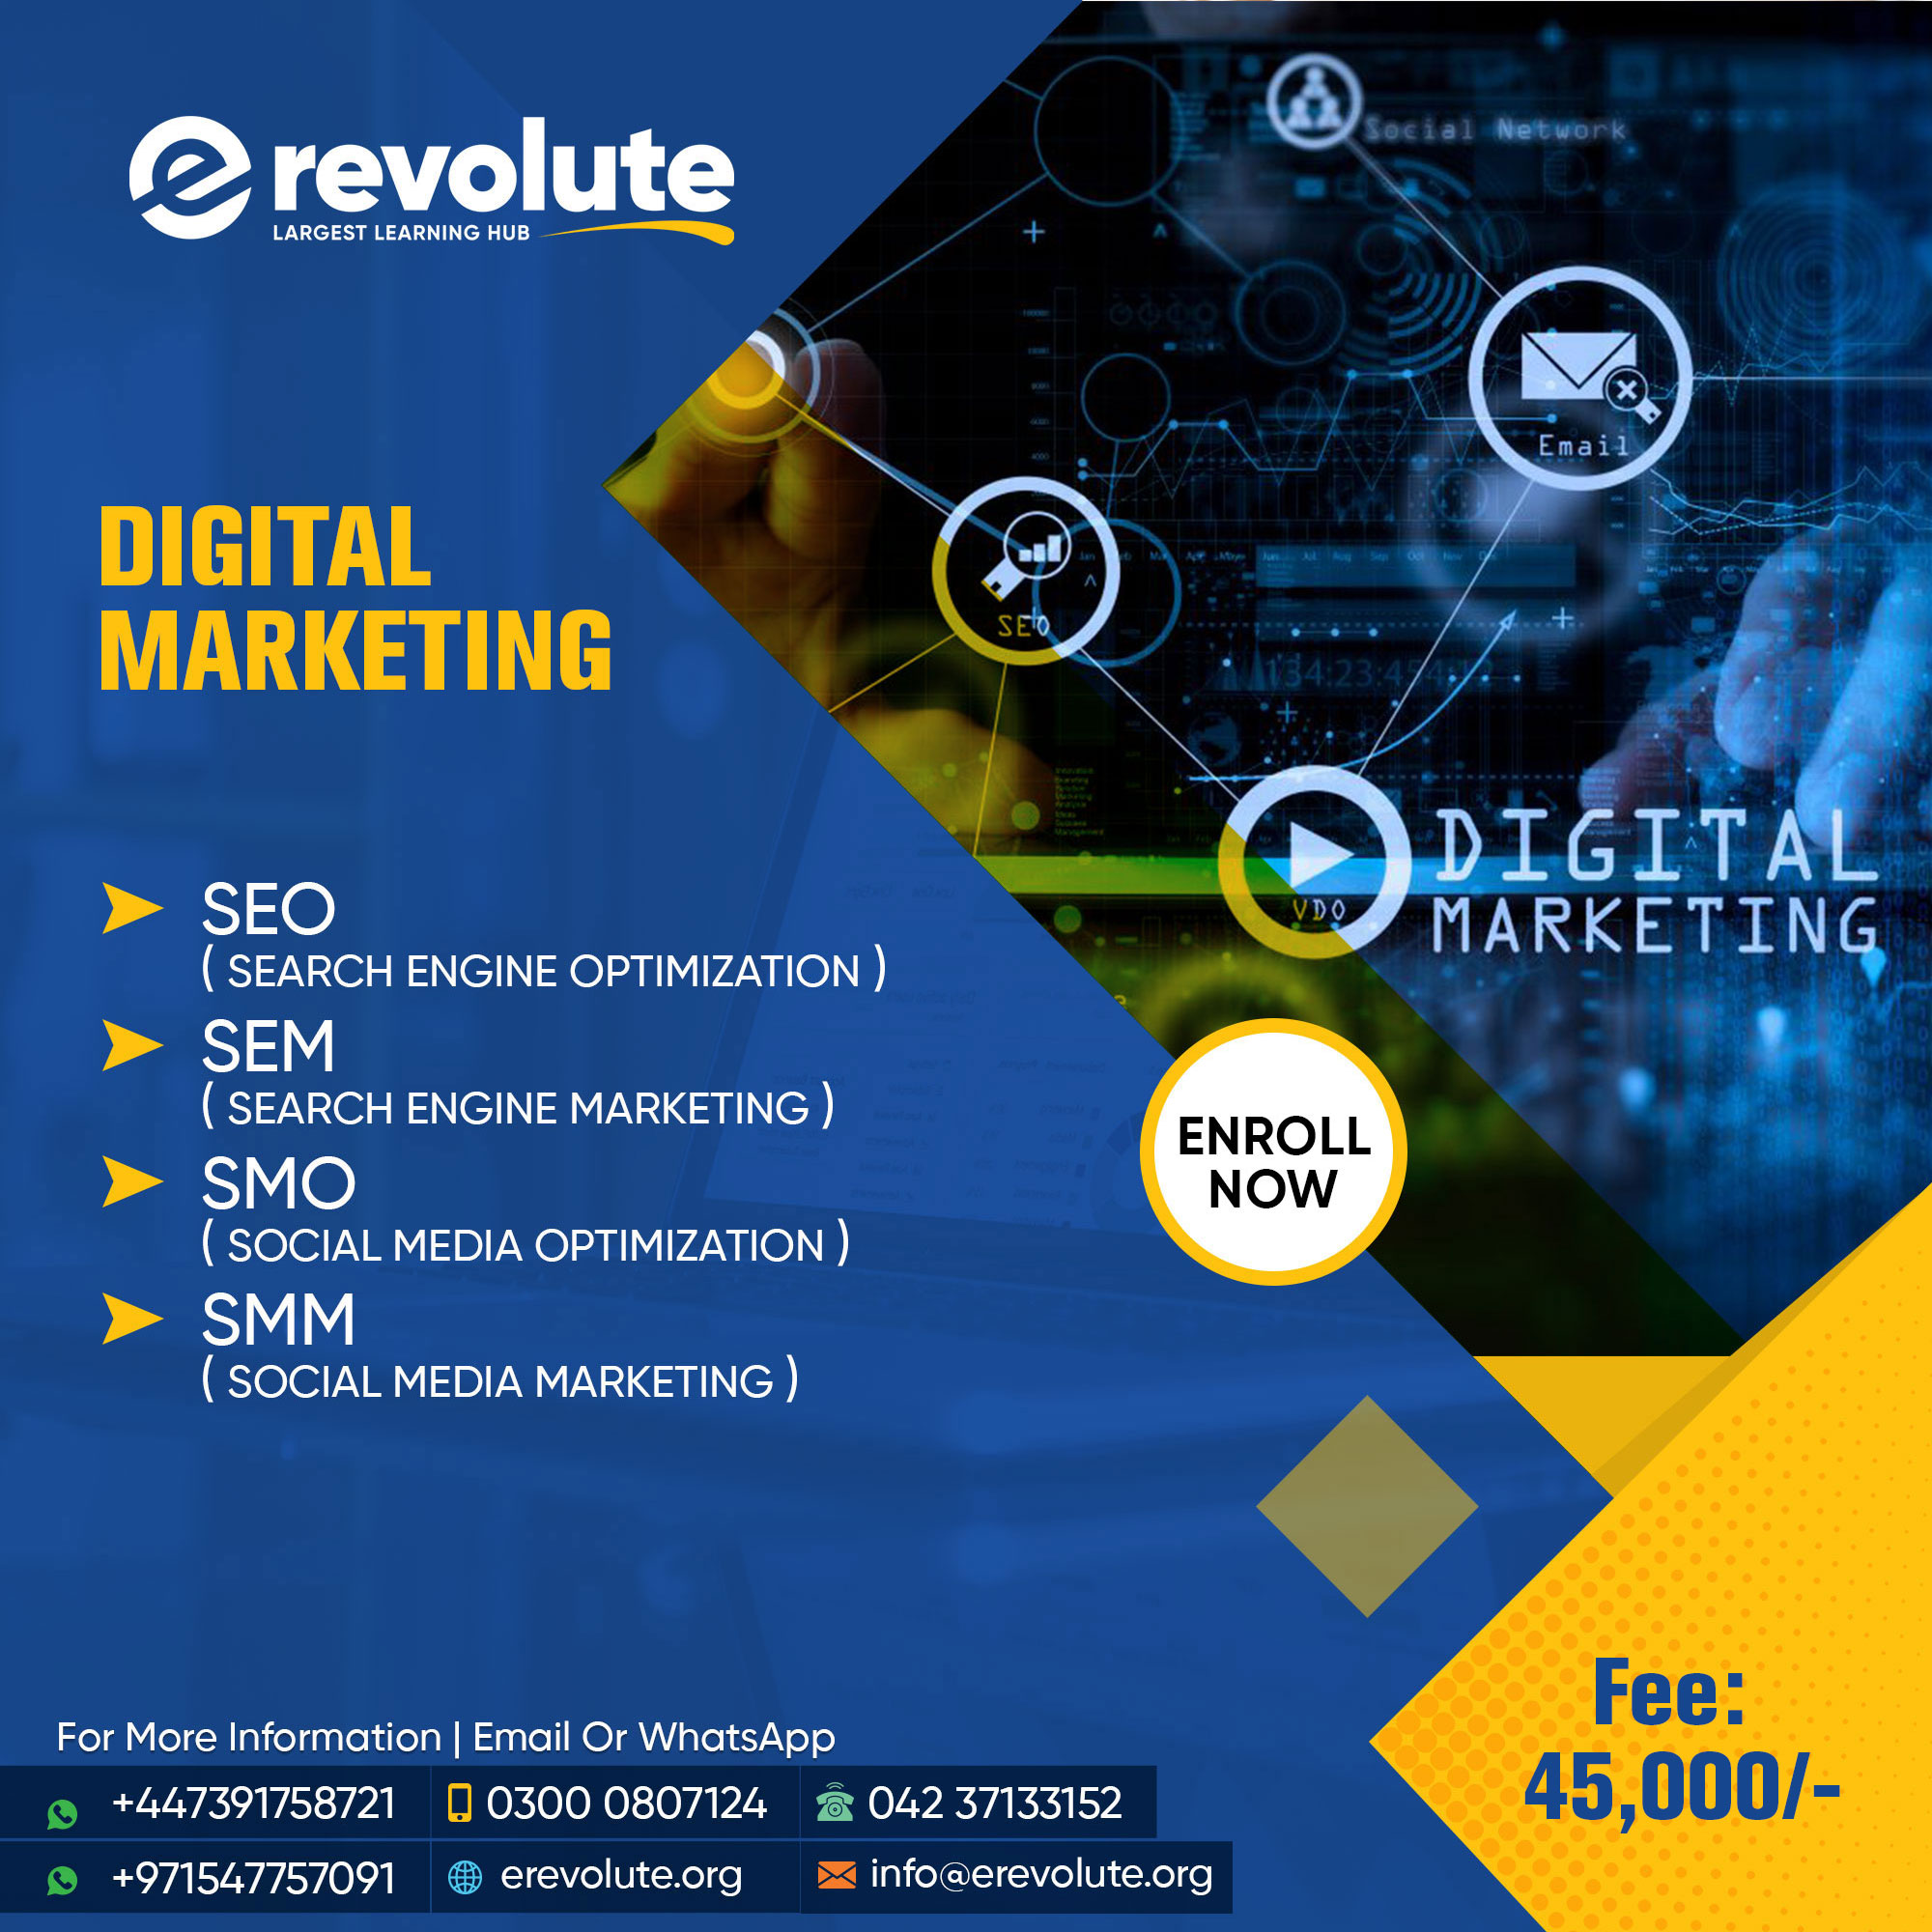 e revolute
LARGEST LEARNING HUB
Social Network
Email
SEO
VDO
DIGITAL
MARKETING
DIGITAL
MARKETING
SEO
( SEARCH ENGINE OPTIMIZATION )
SEM
( SEARCH ENGINE MARKETING )
SMO
( SOCIAL MEDIA OPTIMIZATION )
SMM
( SOCIAL MEDIA MARKETING )
ENROLL
NOW
Fee:
45,000/-
For More Information | Email Or WhatsApp
+447391758721
0300 0807124
042 37133152
+971547757091
erevolute.org
info@erevolute.org